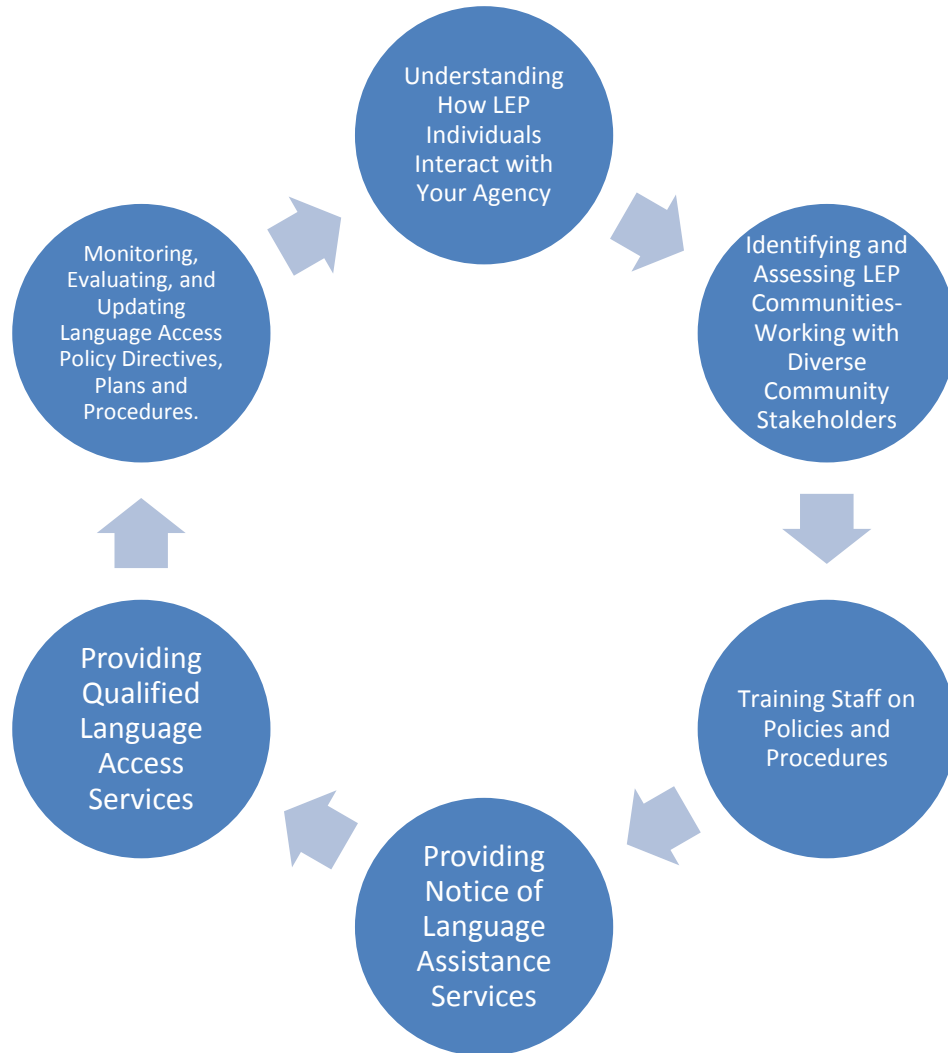 Understanding
How LEP
Individuals
Interact with
Your Agency
Identifying and
Assessing LEP
Communities-
Working with
Diverse
Community
Stakeholders
Training Staff on
Policies and
Procedures
Providing
Notice of
Language
Assistance
Services
Providing
Qualified
Language
Access
Services
Monitoring,
Evaluating, and
Updating
Language Access
Policy Directives,
Plans and
Procedures.